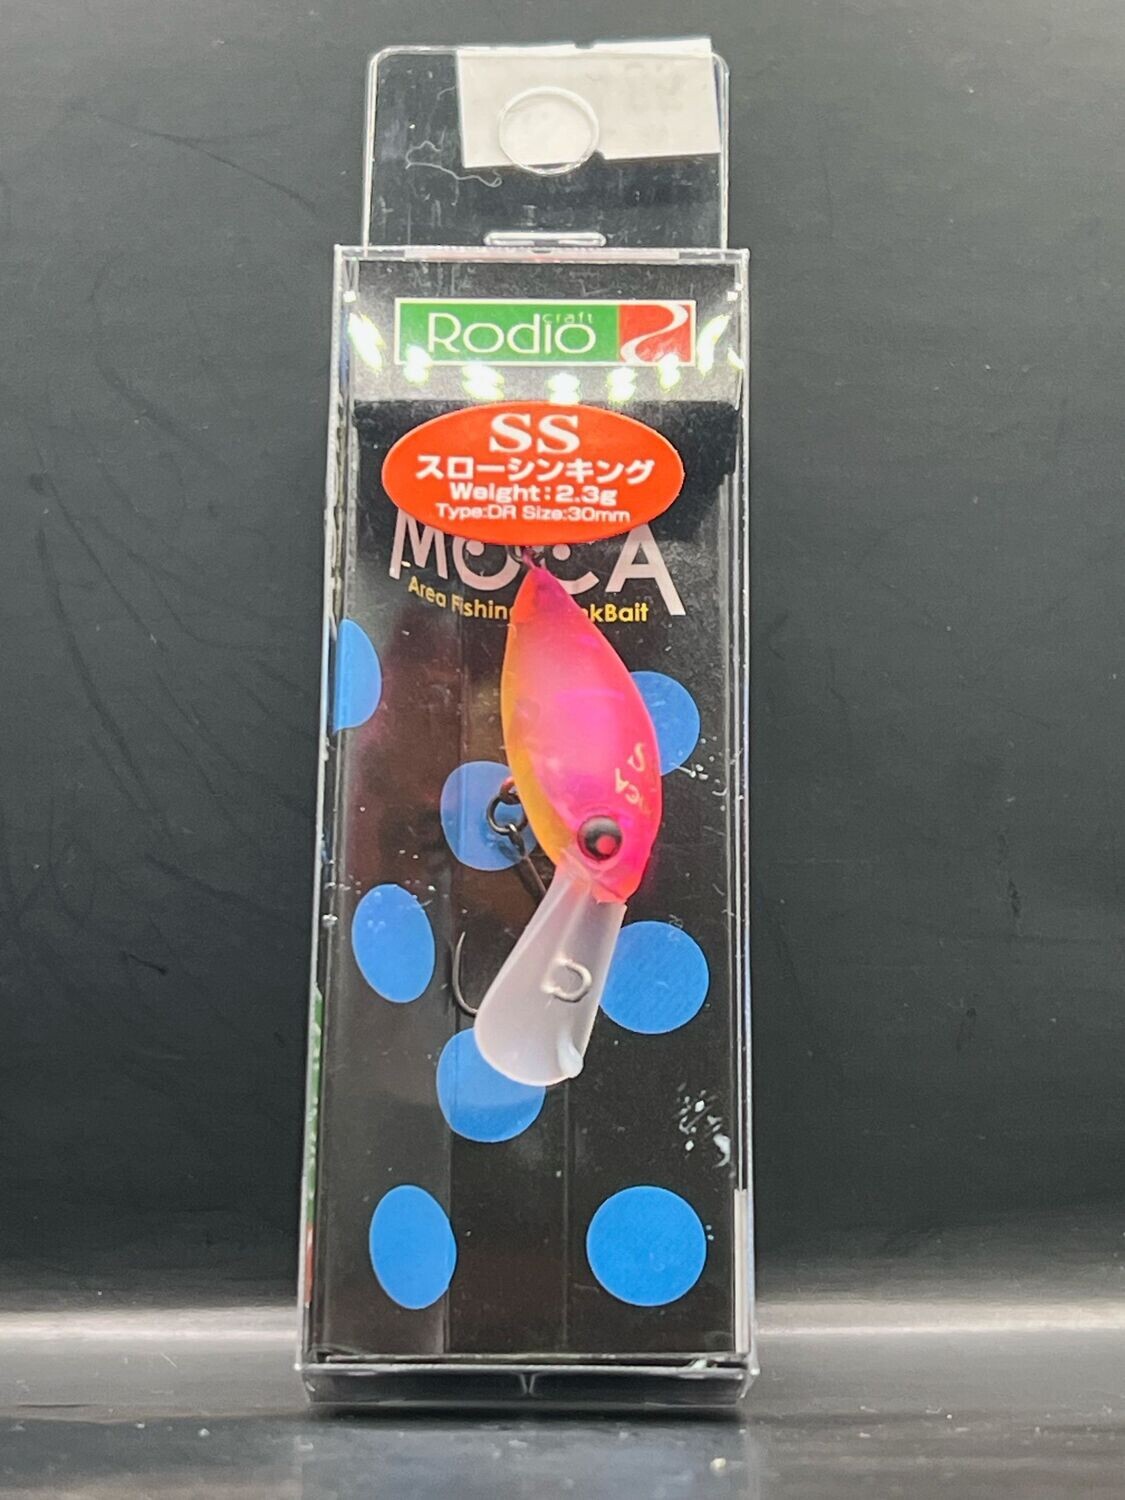 Rodio craft
SS
スローシンキング
Weight:2.3g
Type:DR Size:30mm
MOCA
Area Fishing